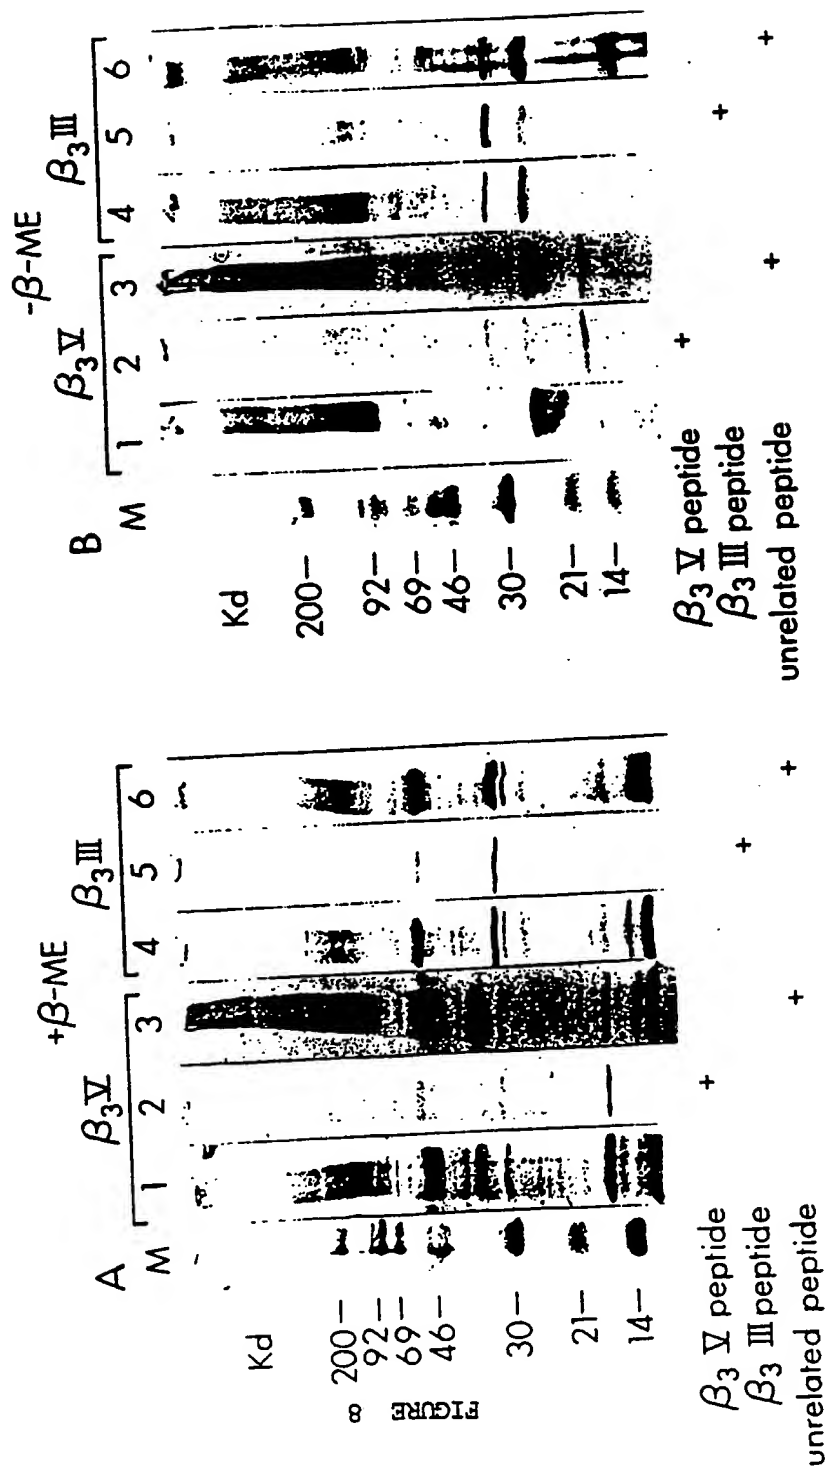 FIGURE 8
A
+β-ME
β₃V β₃III
M 1 2 3 4 5 6
Kd
200—
92—
69—
46—
30—
21—
14—
β₃ V peptide +
β₃ III peptide +
unrelated peptide + +
B
-β-ME
β₃V β₃III
M 1 2 3 4 5 6
Kd
200—
92—
69—
46—
30—
21—
14—
β₃ V peptide +
β₃ III peptide +
unrelated peptide + +